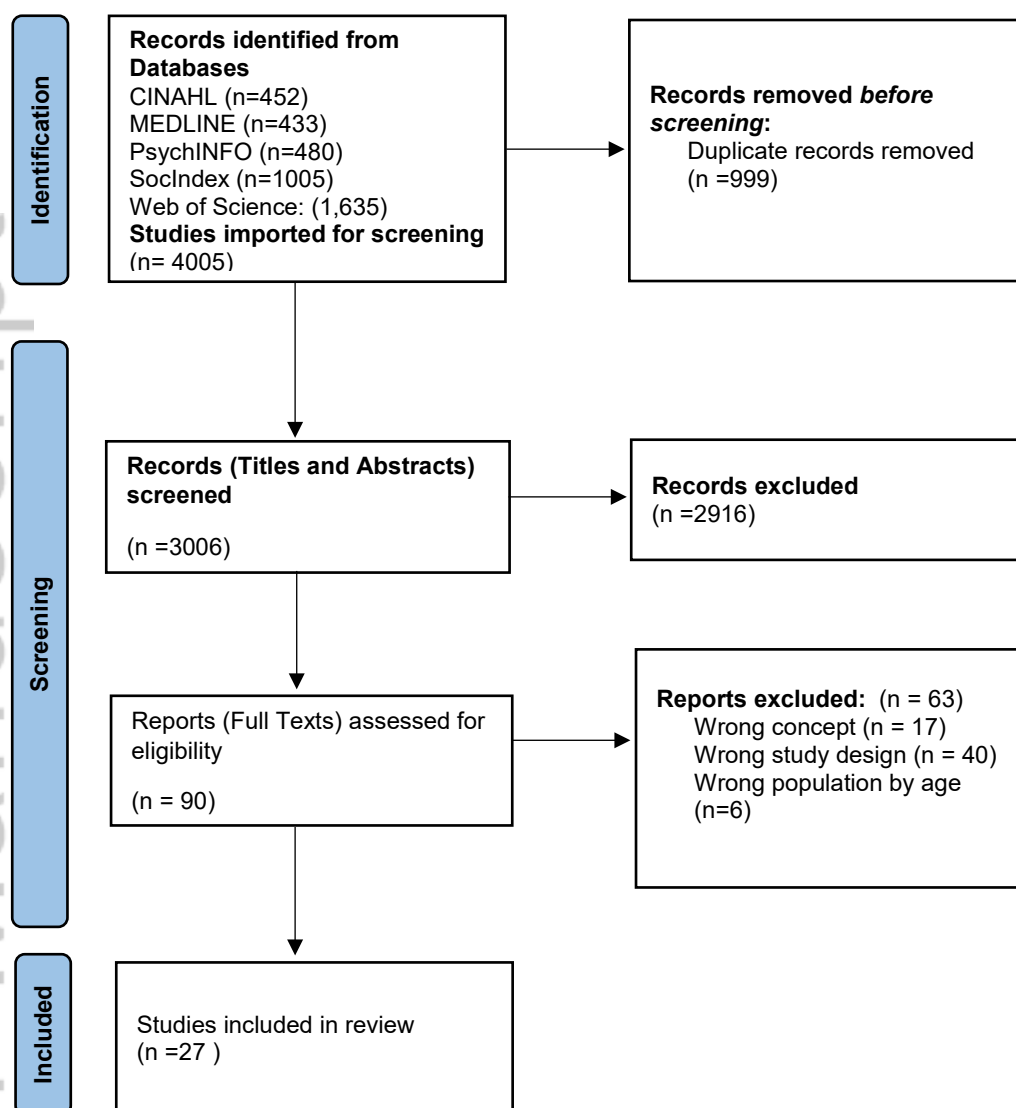 Identification
Records identified from
Databases
CINAHL (n=452)
MEDLINE (n=433)
PsychINFO (n=480)
SocIndex (n=1005)
Web of Science: (1,635)
Studies imported for screening
(n= 4005)
Records removed before
screening:
Duplicate records removed
(n =999)
Screening
Records (Titles and Abstracts)
screened
(n =3006)
Records excluded
(n =2916)
Reports (Full Texts) assessed for
eligibility
(n = 90)
Reports excluded: (n = 63)
Wrong concept (n = 17)
Wrong study design (n = 40)
Wrong population by age
(n=6)
Included
Studies included in review
(n =27 )